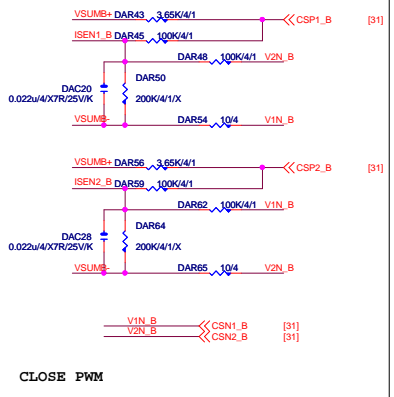 VSUMB+ DAR43 3.65K/4/1 CSP1_B [31]
ISEN1_B DAR45 100K/4/1
DAR48 100K/4/1 V2N_B
DAC20 DAR50
0.022u/4/X7R/25V/K 200K/4/1/X
VSUMB- DAR54 10/4 V1N_B
VSUMB+ DAR56 3.65K/4/1 CSP2_B [31]
ISEN2_B DAR59 100K/4/1
DAR62 100K/4/1 V1N_B
DAC28 DAR64
0.022u/4/X7R/25V/K 200K/4/1/X
VSUMB- DAR65 10/4 V2N_B
V1N_B CSN1_B [31]
V2N_B CSN2_B [31]
CLOSE PWM